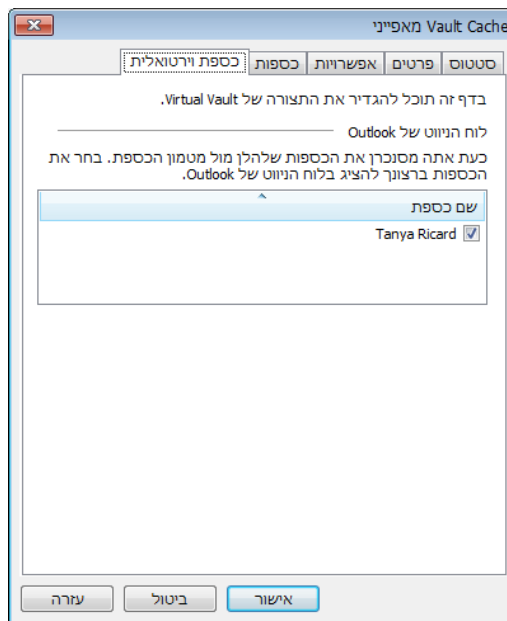 מאפייני Vault Cache
סטטוס
פרטים
אפשרויות
כספות
כספת וירטואלית
בדף זה תוכל להגדיר את התצורה של Virtual Vault.
לוח הניווט של Outlook
כעת אתה מסנכרן את הכספות שלהלן מול מטמון הכספת. בחר את
הכספות ברצונך להציג בלוח הניווט של Outlook.
שם כספת
Tanya Ricard
אישור
ביטול
עזרה